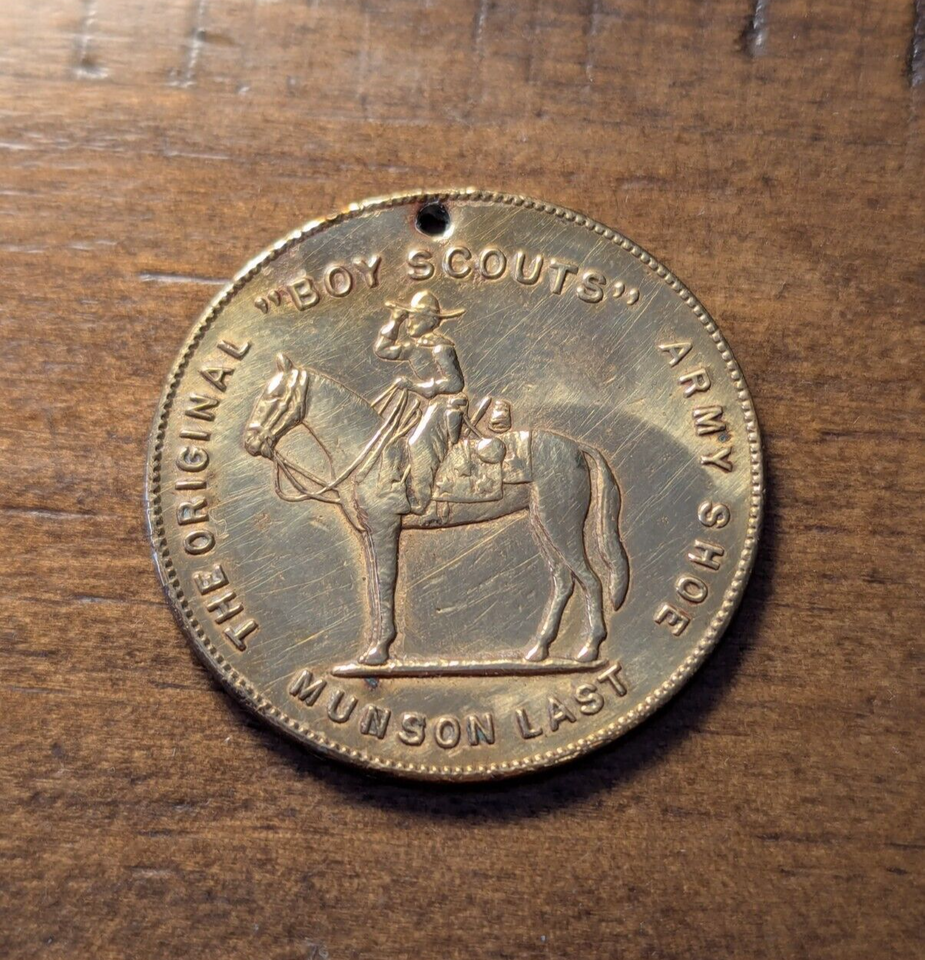 THE ORIGINAL "BOY SCOUTS" ARMY SHOE
MUNSON LAST